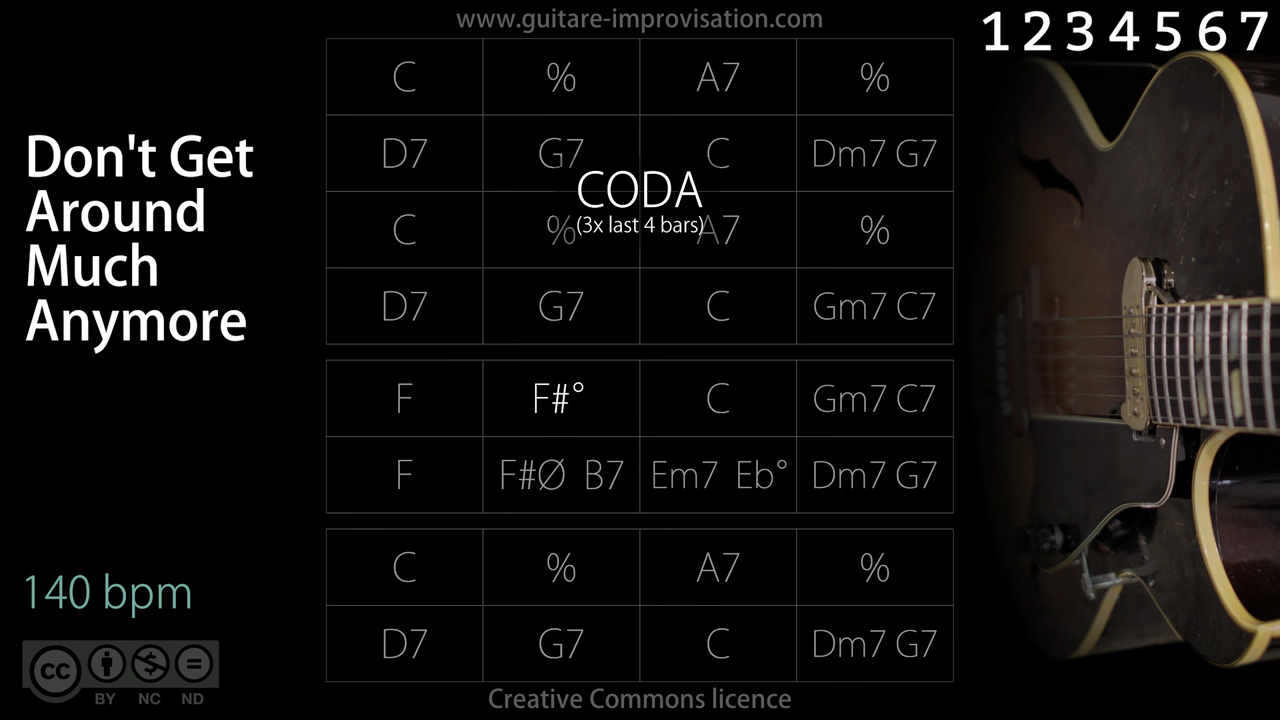 www.guitare-improvisation.com
1 2 3 4 5 6 7
Don't Get
Around
Much
Anymore
C % A7 %
D7 G7 C Dm7 G7
CODA
(3x last 4 bars)
C % A7 %
D7 G7 C Gm7 C7
F F#° C Gm7 C7
F F#Ø B7 Em7 Eb° Dm7 G7
C % A7 %
D7 G7 C Dm7 G7
140 bpm
cc
BY NC ND
Creative Commons licence